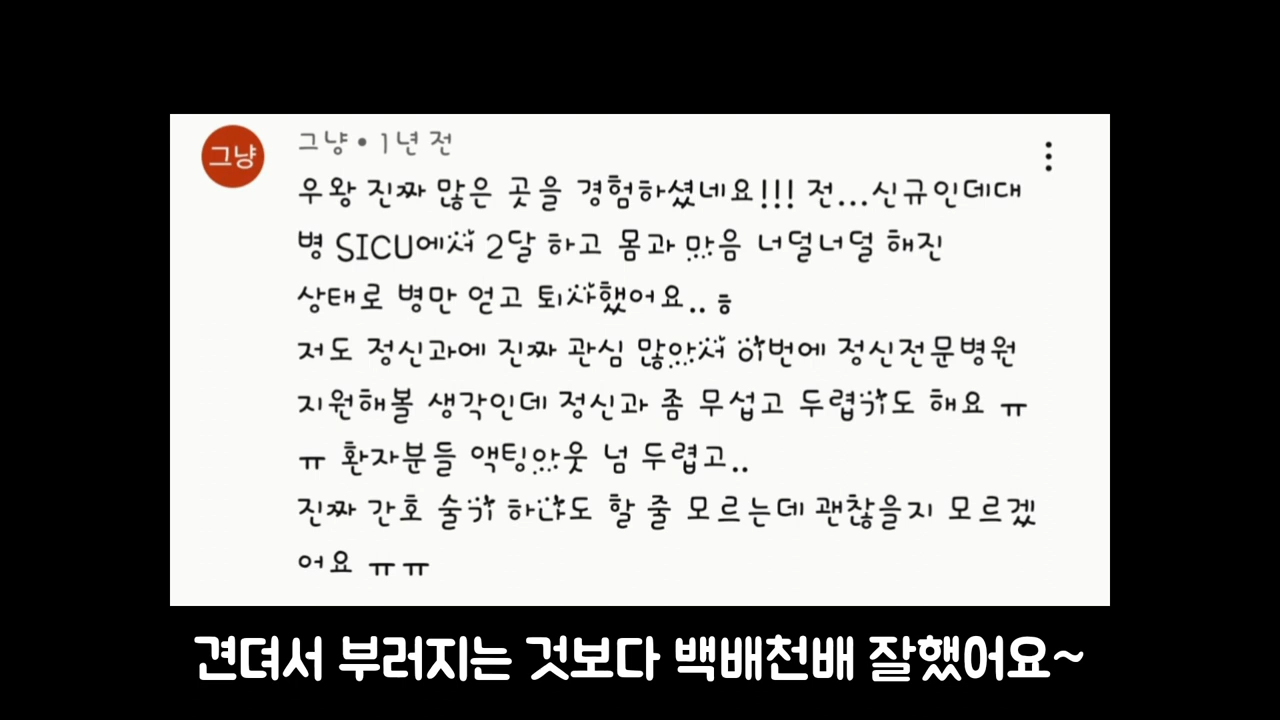 그냥
그냥 • 1년 전
우왕 진짜 많은 곳을 경험하셨네요!!! 전...신규인데대
병 SICU에서 2달 하고 몸과 맘음 너덜너덜 해진
상태로 병만 얻고 퇴사했어요..ㅎ
저도 정신과에 진짜 관심 많았서 이번에 정신전문병원
지원해볼 생각인데 정신과 좀 무섭고 두렵기도 해요 ㅠ
ㅠ 환자분들 액팅아웃 넘 두렵고..
진짜 간호 술기 하나도 할 줄 모르는데 괜찮을지 모르겠
어요 ㅠㅠ
견뎌서 부러지는 것보다 백배천배 잘했어요~